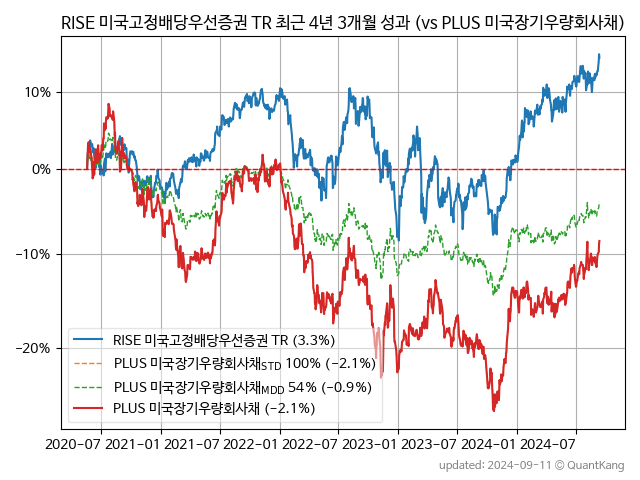 RISE 미국고정배당우선증권 TR 최근 4년 3개월 성과 (vs PLUS 미국장기우량회사채)
10%
0%
−10%
−20%
RISE 미국고정배당우선증권 TR (3.3%)
PLUS 미국장기우량회사채STD 100% (−2.1%)
PLUS 미국장기우량회사채MDD 54% (−0.9%)
PLUS 미국장기우량회사채 (−2.1%)
2020-07 2021-01 2021-07 2022-01 2022-07 2023-01 2023-07 2024-01 2024-07
updated: 2024-09-11 © QuantKang